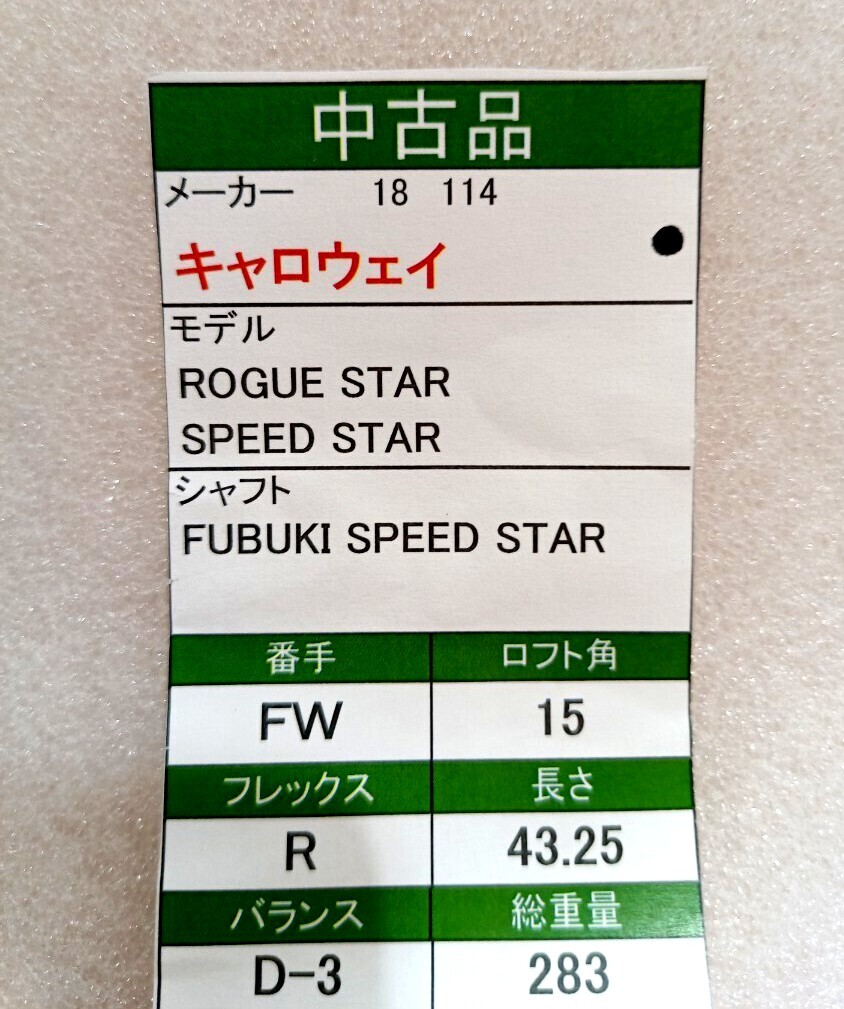 中古品
メーカー 18 114
キャロウェイ
モデル
ROGUE STAR
SPEED STAR
シャフト
FUBUKI SPEED STAR
番手 ロフト角
FW 15
フレックス 長さ
R 43.25
バランス 総重量
D-3 283